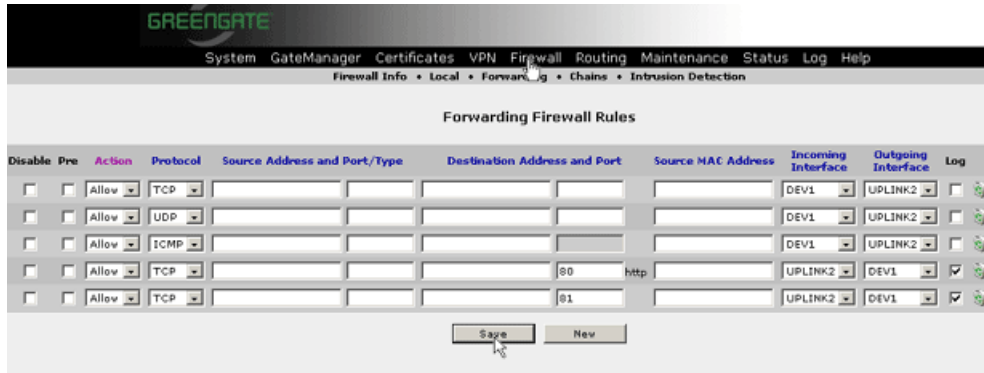 GREENGATE
System GateManager Certificates VPN Firewall Routing Maintenance Status Log Help
Firewall Info • Local • Forwarding • Chains • Intrusion Detection
Forwarding Firewall Rules
Disable Pre Action Protocol Source Address and Port/Type Destination Address and Port Source MAC Address Incoming Interface Outgoing Interface Log
Allow TCP DEV1 UPLINK2
Allow UDP DEV1 UPLINK2
Allow ICMP DEV1 UPLINK2
Allow TCP 80 http UPLINK2 DEV1
Allow TCP 81 UPLINK2 DEV1
Save New